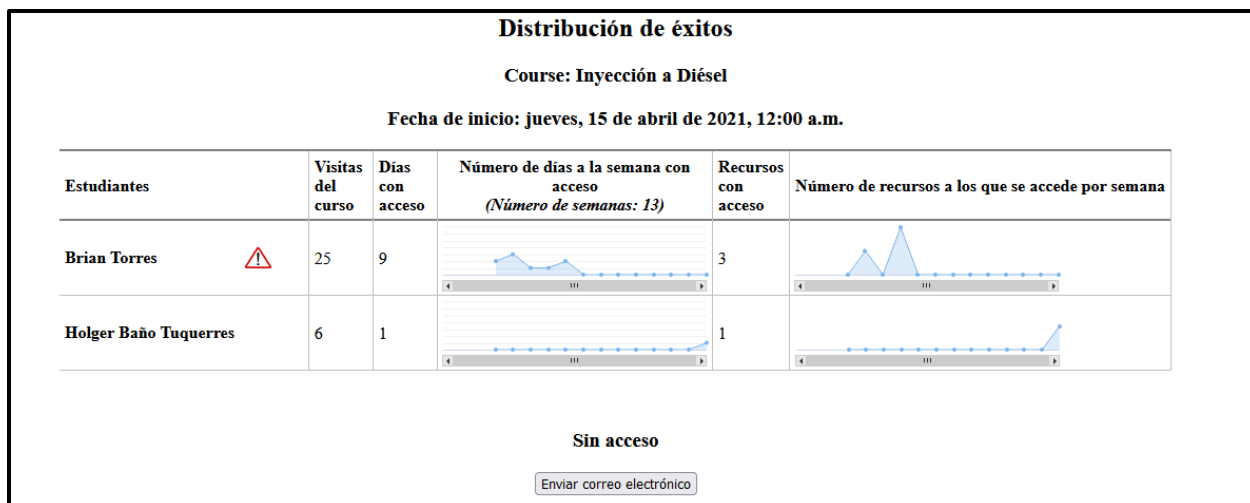 Distribución de éxitos
Course: Inyección a Diésel
Fecha de inicio: jueves, 15 de abril de 2021, 12:00 a.m.
Estudiantes
Visitas
del
curso
Días
con
acceso
Número de días a la semana con
acceso
(Número de semanas: 13)
Recursos
con
acceso
Número de recursos a los que se accede por semana
Brian Torres
25
9
3
Holger Baño Tuquerres
6
1
1
Sin acceso
Enviar correo electrónico